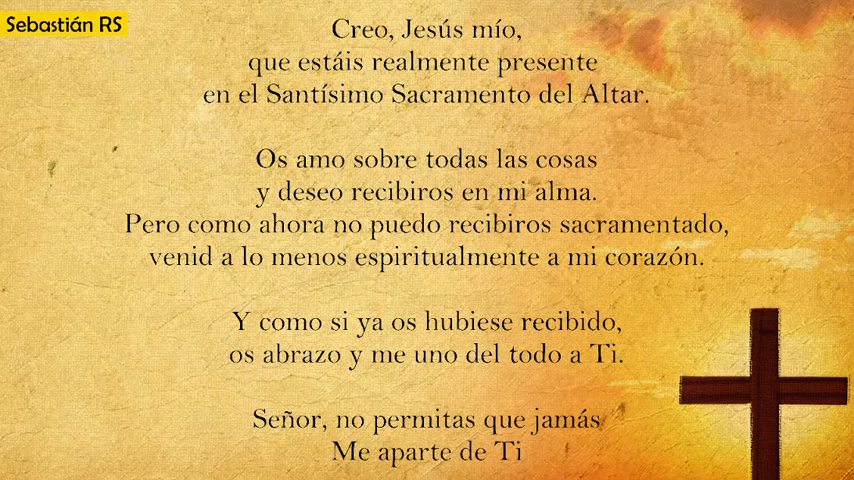 Sebastián RS
Creo, Jesús mío,
que estáis realmente presente
en el Santísimo Sacramento del Altar.
Os amo sobre todas las cosas
y deseo recibiros en mi alma.
Pero como ahora no puedo recibiros sacramentado,
venid a lo menos espiritualmente a mi corazón.
Y como si ya os hubiese recibido,
os abrazo y me uno del todo a Ti.
Señor, no permitas que jamás
Me aparte de Ti